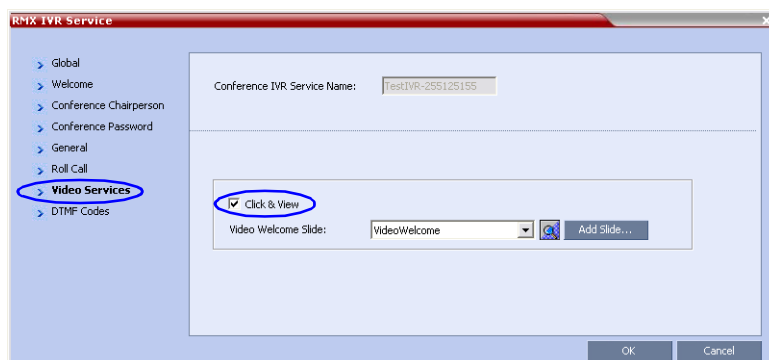 RMX IVR Service
Global
Welcome
Conference Chairperson
Conference Password
General
Roll Call
Video Services
DTMF Codes
Conference IVR Service Name: TestIVR-255125155
Click & View
Video Welcome Slide: VideoWelcome Add Slide...
OK Cancel